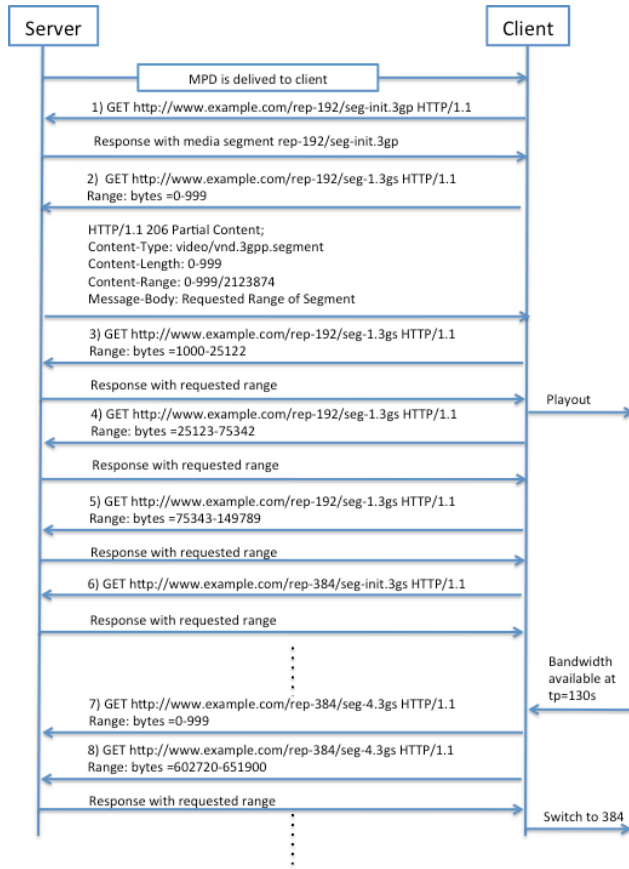 Server
Client
MPD is delived to client
1) GET http://www.example.com/rep-192/seg-init.3gp HTTP/1.1
Response with media segment rep-192/seg-init.3gp
2) GET http://www.example.com/rep-192/seg-1.3gs HTTP/1.1
Range: bytes =0-999
HTTP/1.1 206 Partial Content;
Content-Type: video/vnd.3gpp.segment
Content-Length: 0-999
Content-Range: 0-999/2123874
Message-Body: Requested Range of Segment
3) GET http://www.example.com/rep-192/seg-1.3gs HTTP/1.1
Range: bytes =1000-25122
Response with requested range
Playout
4) GET http://www.example.com/rep-192/seg-1.3gs HTTP/1.1
Range: bytes =25123-75342
Response with requested range
5) GET http://www.example.com/rep-192/seg-1.3gs HTTP/1.1
Range: bytes =75343-149789
Response with requested range
6) GET http://www.example.com/rep-384/seg-init.3gs HTTP/1.1
Response with requested range
Bandwidth
available at
tp=130s
7) GET http://www.example.com/rep-384/seg-4.3gs HTTP/1.1
Range: bytes =0-999
8) GET http://www.example.com/rep-384/seg-4.3gs HTTP/1.1
Range: bytes =602720-651900
Response with requested range
Switch to 384